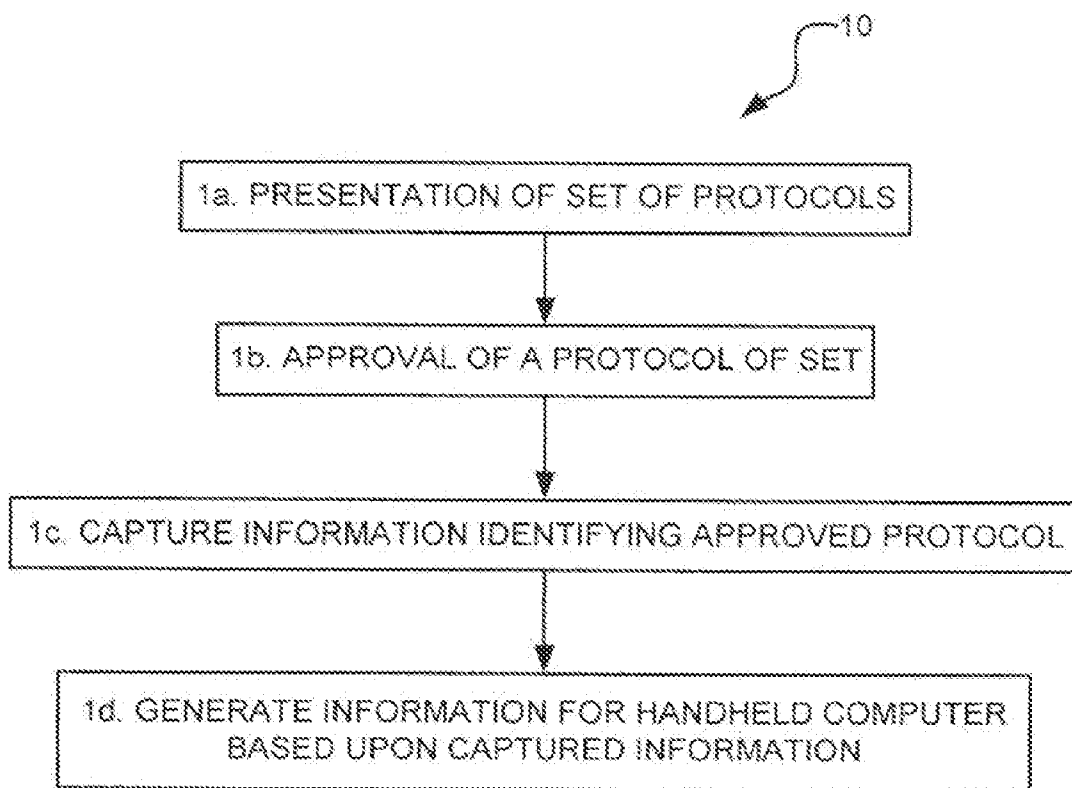 10
1a. PRESENTATION OF SET OF PROTOCOLS
1b. APPROVAL OF A PROTOCOL OF SET
1c. CAPTURE INFORMATION IDENTIFYING APPROVED PROTOCOL
1d. GENERATE INFORMATION FOR HANDHELD COMPUTER
BASED UPON CAPTURED INFORMATION